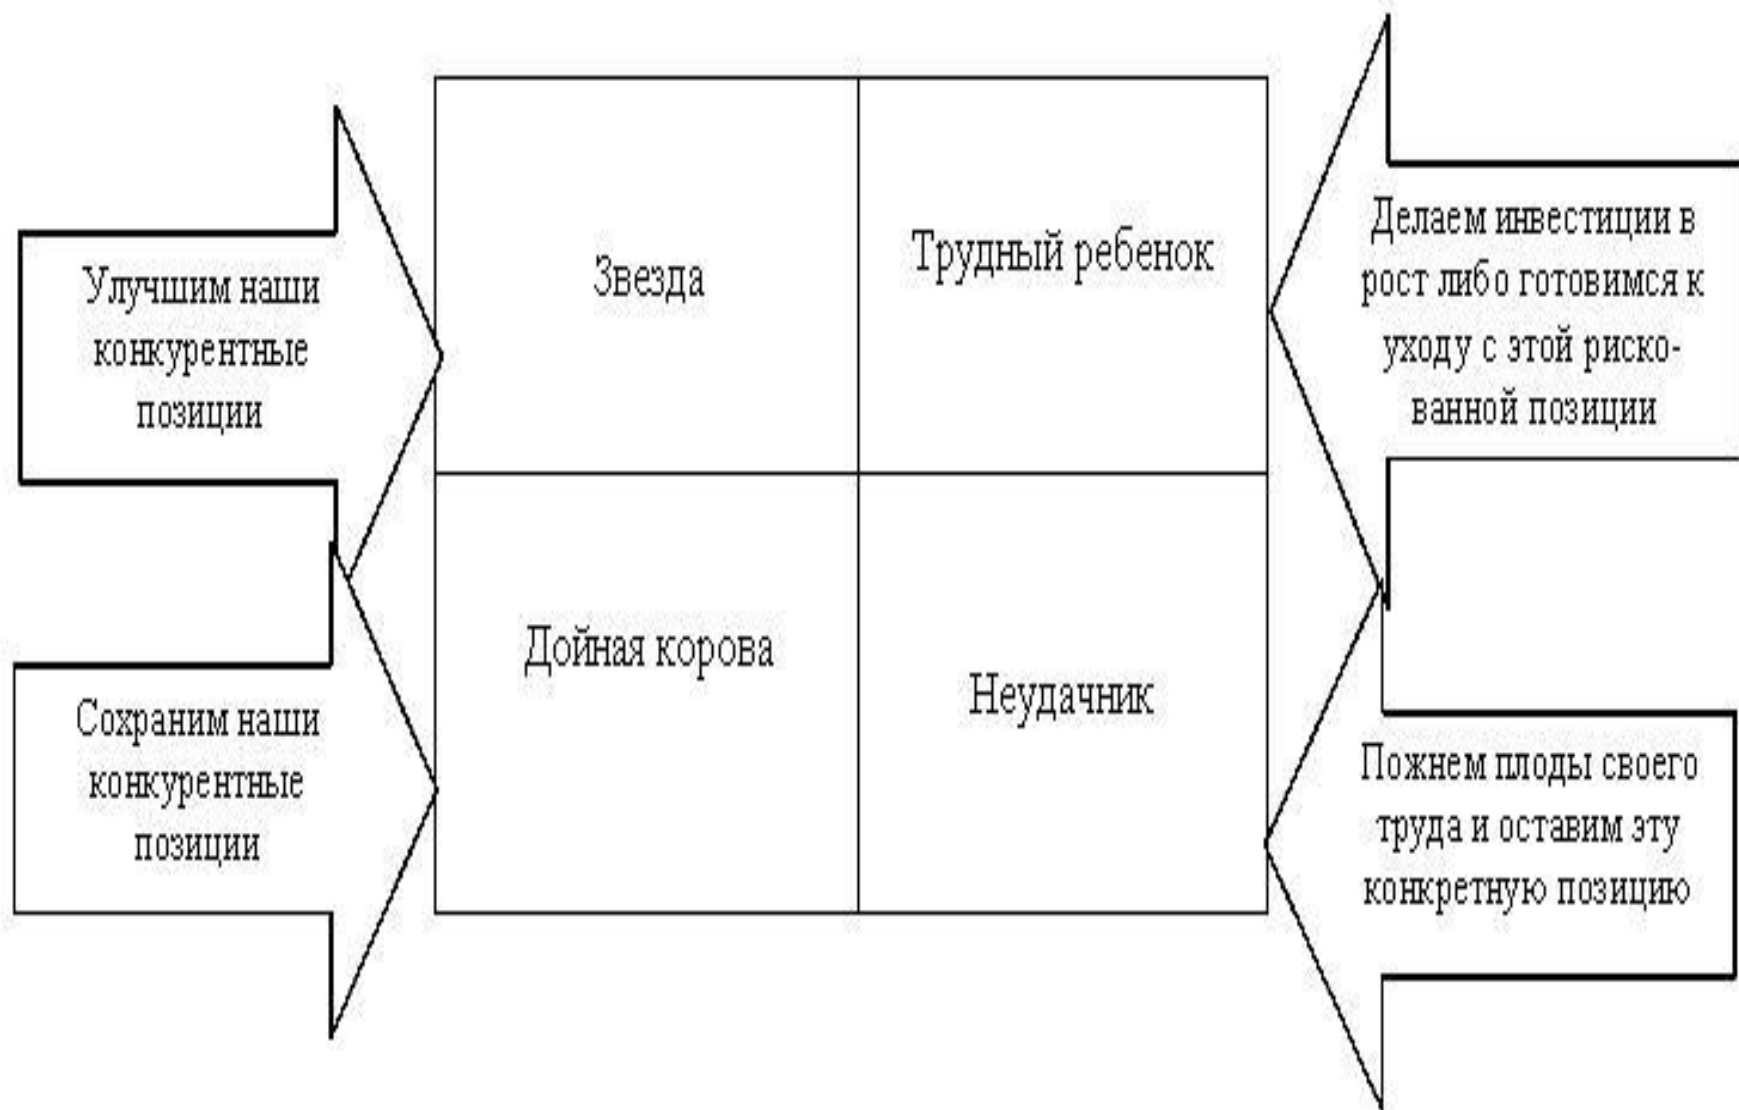 Улучшим наши
конкурентные
позиции
Звезда
Трудный ребенок
Делаем инвестиции в
рост либо готовимся к
уходу с этой риско-
ванной позиции
Сохраним наши
конкурентные
позиции
Дойная корова
Неудачник
Пожнем плоды своего
труда и оставим эту
конкретную позицию